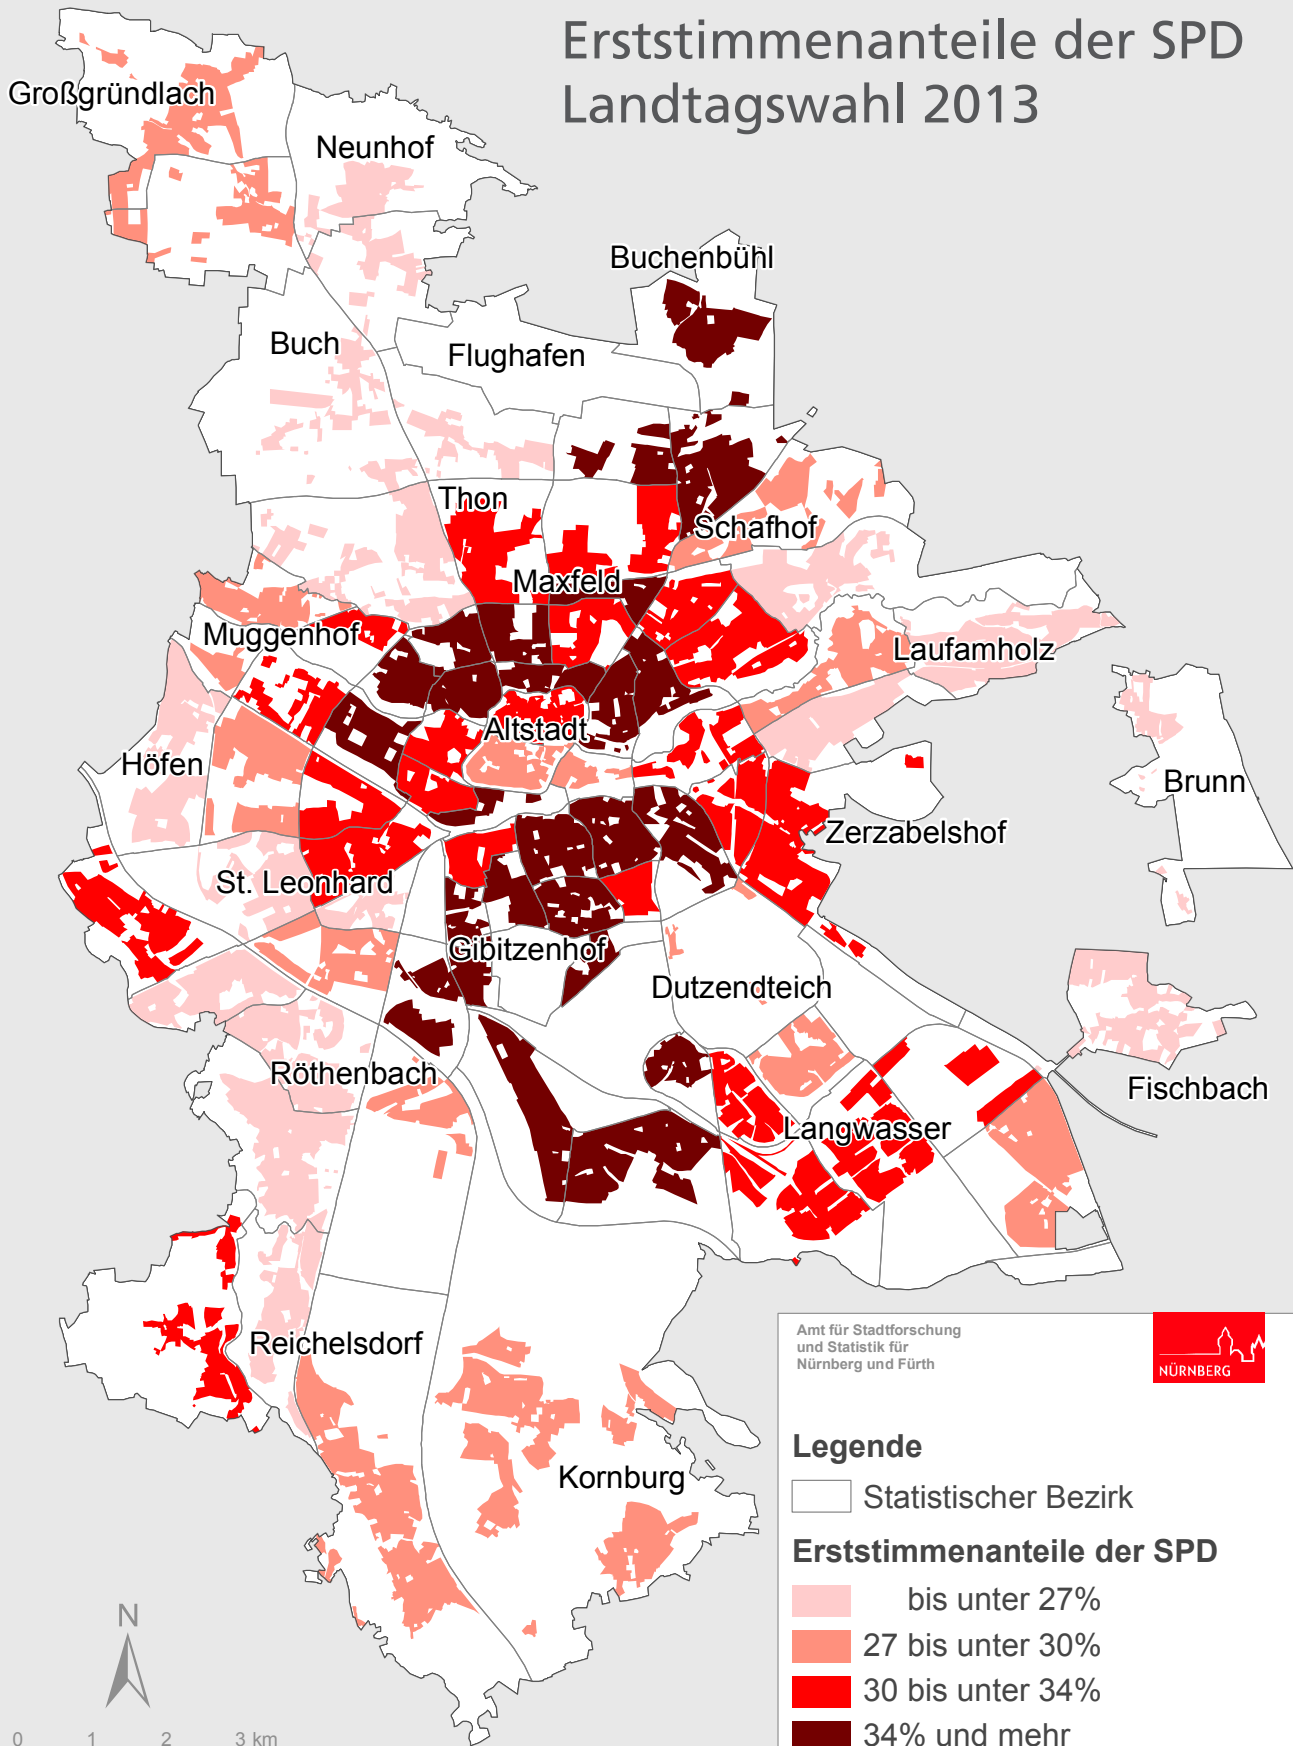 Erststimmenanteile der SPD
Landtagswahl 2013
Großgründlach
Neunhof
Buchenbühl
Buch
Flughafen
Thon
Schafhof
Maxfeld
Muggenhof
Laufamholz
Altstadt
Höfen
Brunn
Zerzabelshof
St. Leonhard
Gibitzenhof
Dutzendteich
Röthenbach
Fischbach
Langwasser
Reichelsdorf
Kornburg
Amt für Stadtforschung
und Statistik für
Nürnberg und Fürth
NÜRNBERG
Legende
Statistischer Bezirk
Erststimmenanteile der SPD
bis unter 27%
27 bis unter 30%
30 bis unter 34%
34% und mehr
N
0 1 2 3 km